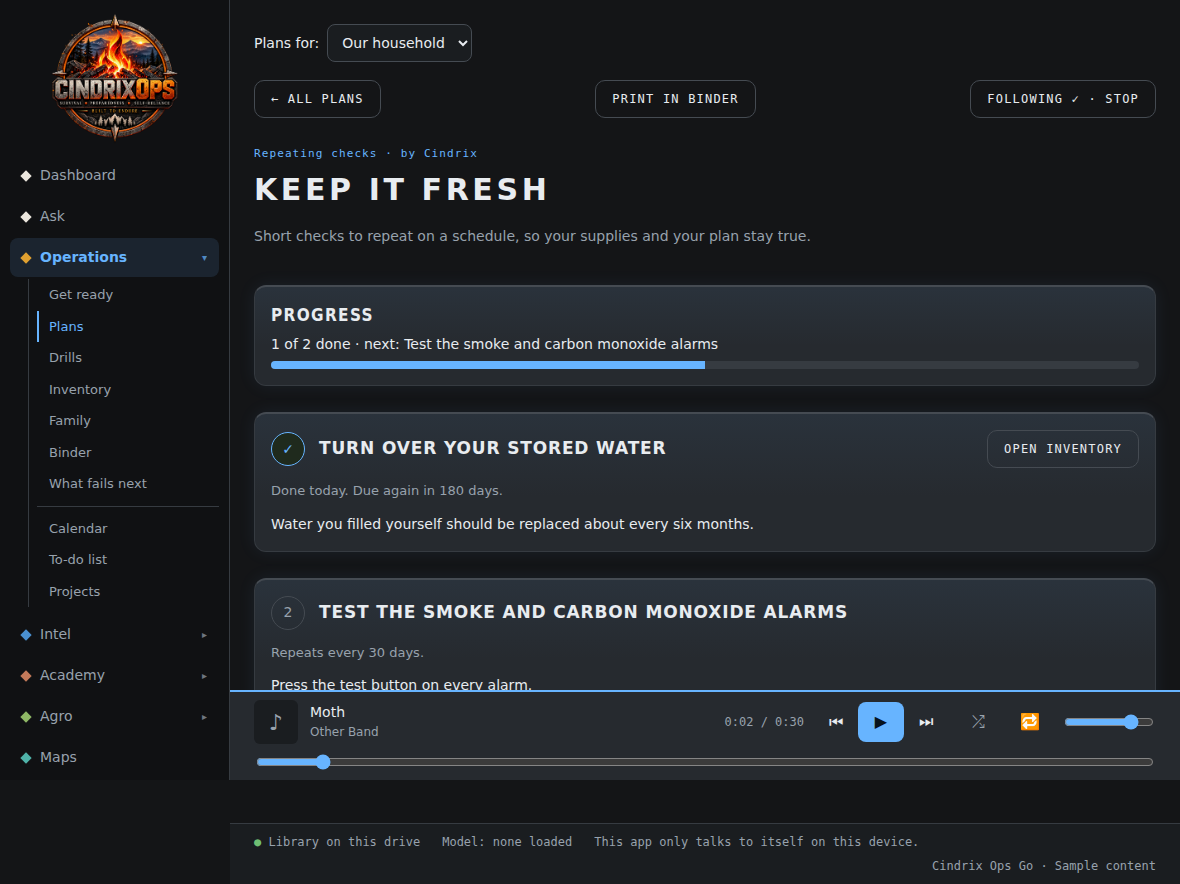 CINDRIXOPS
SURVIVAL • PREPAREDNESS • SELF-RELIANCE
BUILT TO ENDURE
Dashboard
Ask
Operations
Get ready
Plans
Drills
Inventory
Family
Binder
What fails next
Calendar
To-do list
Projects
Intel
Academy
Agro
Maps
Plans for: Our household
← ALL PLANS
PRINT IN BINDER
FOLLOWING ✓ · STOP
Repeating checks · by Cindrix
KEEP IT FRESH
Short checks to repeat on a schedule, so your supplies and your plan stay true.
PROGRESS
1 of 2 done · next: Test the smoke and carbon monoxide alarms
✓ TURN OVER YOUR STORED WATER
OPEN INVENTORY
Done today. Due again in 180 days.
Water you filled yourself should be replaced about every six months.
2 TEST THE SMOKE AND CARBON MONOXIDE ALARMS
Repeats every 30 days.
Press the test button on every alarm.
Moth
Other Band
0:02 / 0:30
● Library on this drive Model: none loaded This app only talks to itself on this device.
Cindrix Ops Go · Sample content